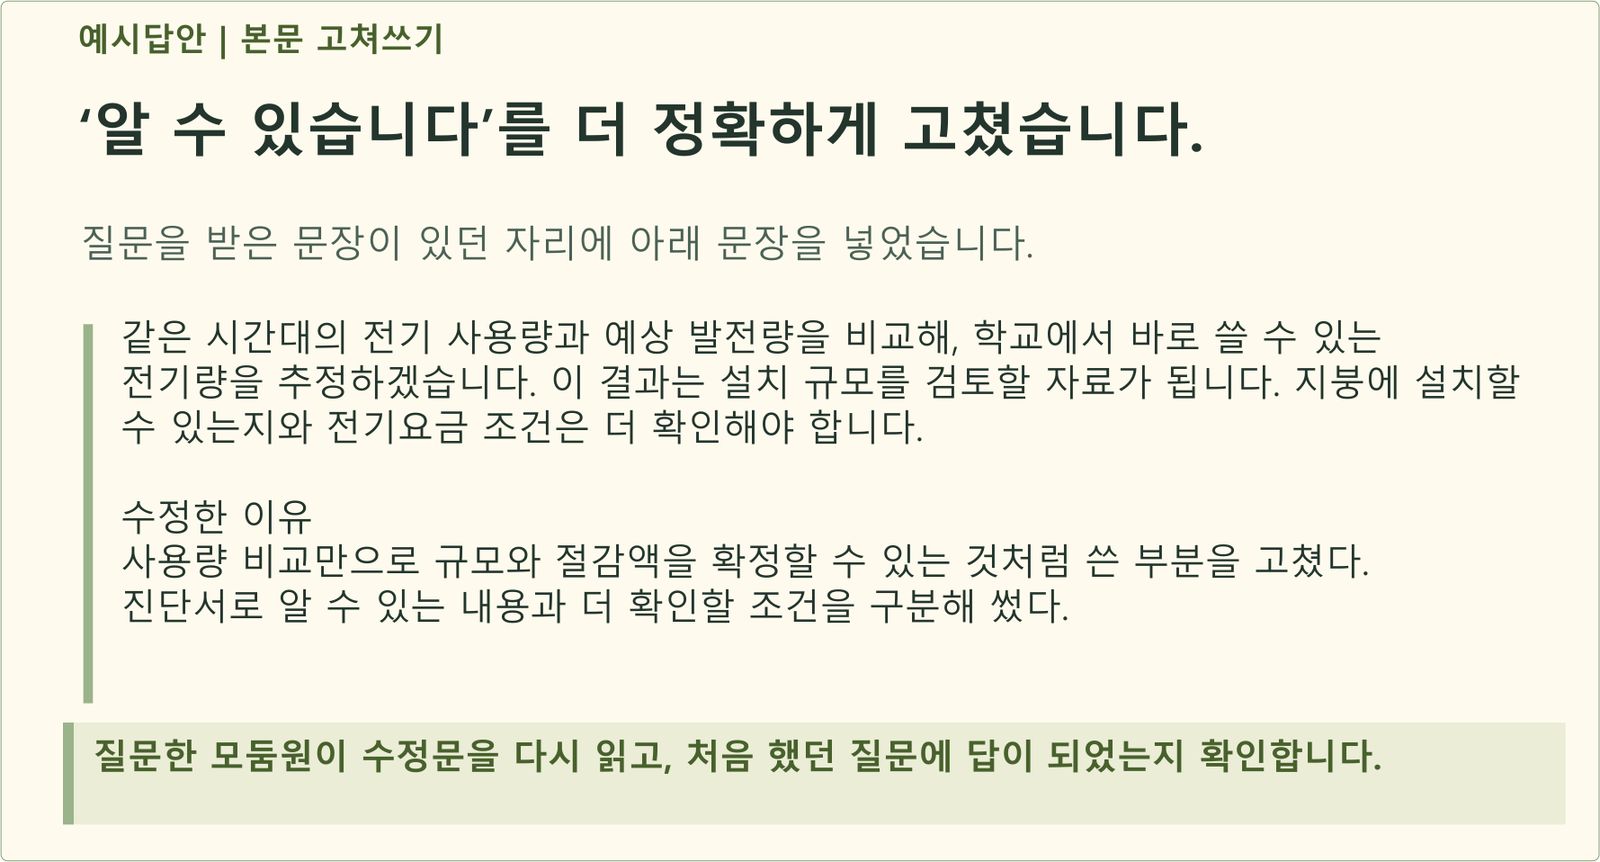 예시답안 | 본문 고쳐쓰기
‘알 수 있습니다’를 더 정확하게 고쳤습니다.
질문을 받은 문장이 있던 자리에 아래 문장을 넣었습니다.
같은 시간대의 전기 사용량과 예상 발전량을 비교해, 학교에서 바로 쓸 수 있는
전기량을 추정하겠습니다. 이 결과는 설치 규모를 검토할 자료가 됩니다. 지붕에 설치할
수 있는지와 전기요금 조건은 더 확인해야 합니다.
수정한 이유
사용량 비교만으로 규모와 절감액을 확정할 수 있는 것처럼 쓴 부분을 고쳤다.
진단서로 알 수 있는 내용과 더 확인할 조건을 구분해 썼다.
질문한 모둠원이 수정문을 다시 읽고, 처음 했던 질문에 답이 되었는지 확인합니다.